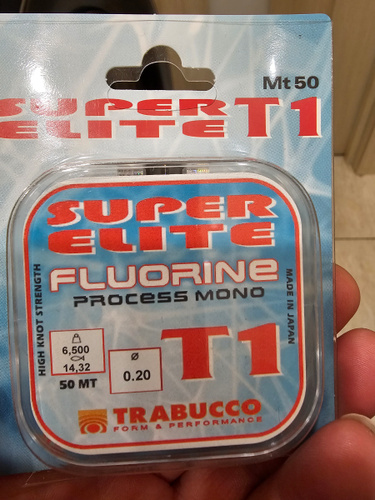 Mt 50
SUPER
ELITE T1
SUPER
ELITE
FLUORINE
PROCESS MONO
HIGH KNOT STRENGTH
MADE IN JAPAN
6,500
14,32
50 MT
Ø
0.20
T1
TRABUCCO
FORM & PERFORMANCE